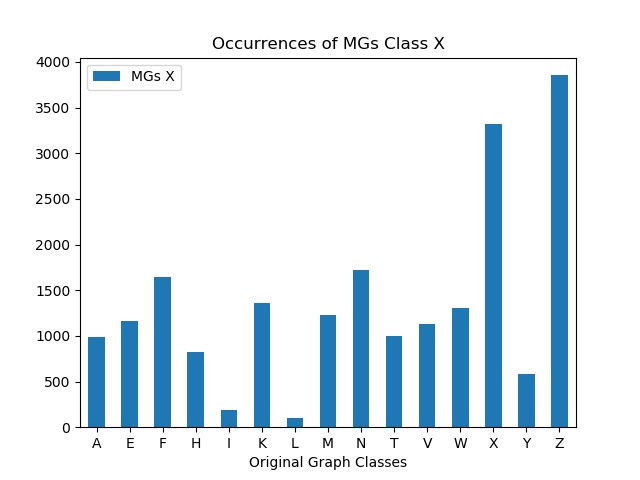 Occurrences of MGs Class X
MGs X
4000
3500
3000
2500
2000
1500
1000
500
0
A E F H I K L M N T V W X Y Z
Original Graph Classes